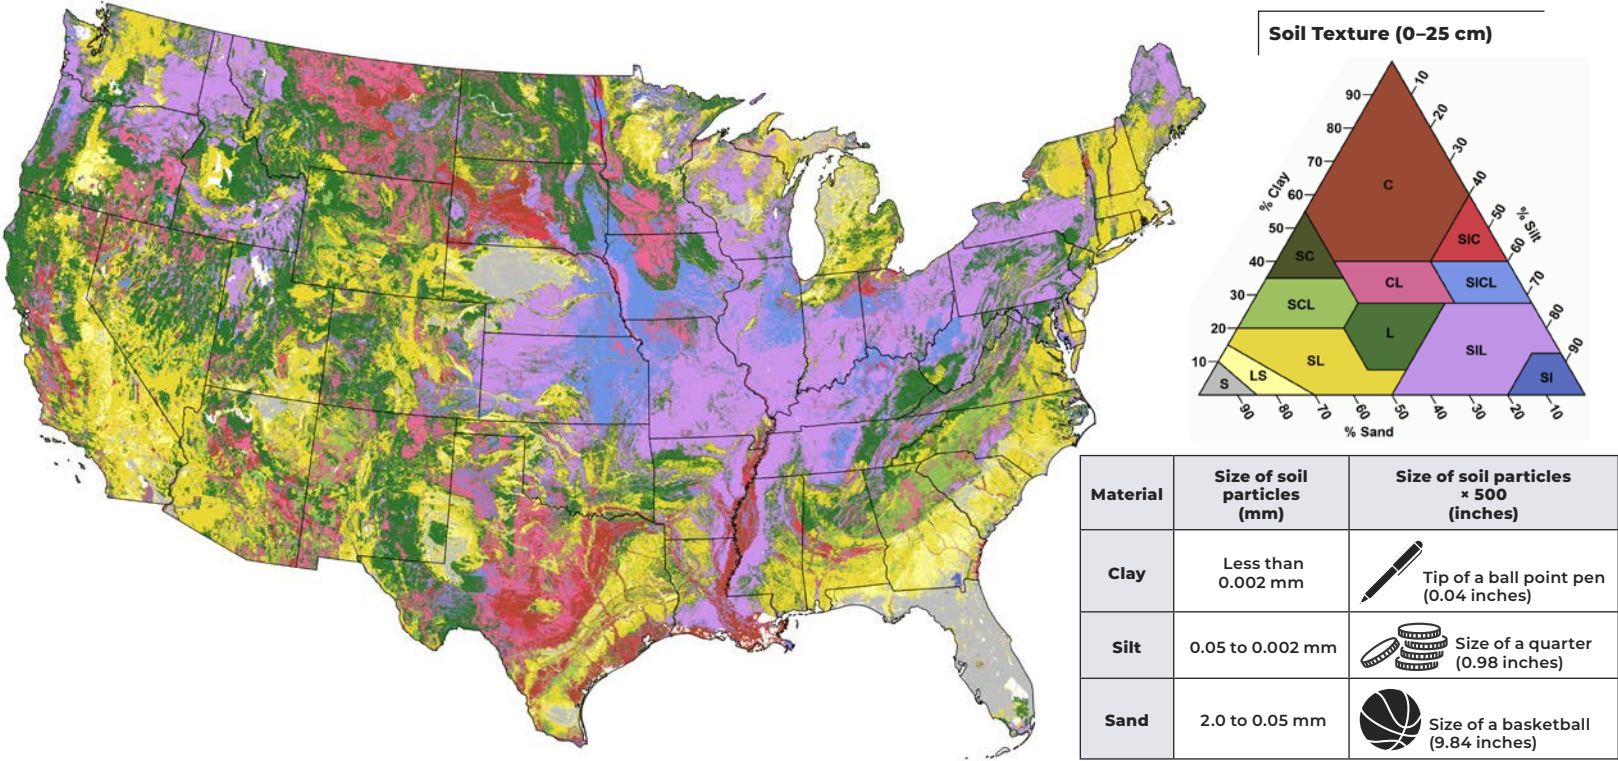 Soil Texture (0–25 cm)
90
80
70
60
50
40
30
20
10
% Clay
10
20
30
40
50
60
70
80
90
% Silt
90
80
70
60
50
40
30
20
10
% Sand
C
SIC
SC
CL
SICL
SCL
L
SIL
SL
LS
S
SI
Material
Size of soil
particles
(mm)
Size of soil particles
× 500
(inches)
Clay
Less than
0.002 mm
Tip of a ball point pen
(0.04 inches)
Silt
0.05 to 0.002 mm
Size of a quarter
(0.98 inches)
Sand
2.0 to 0.05 mm
Size of a basketball
(9.84 inches)